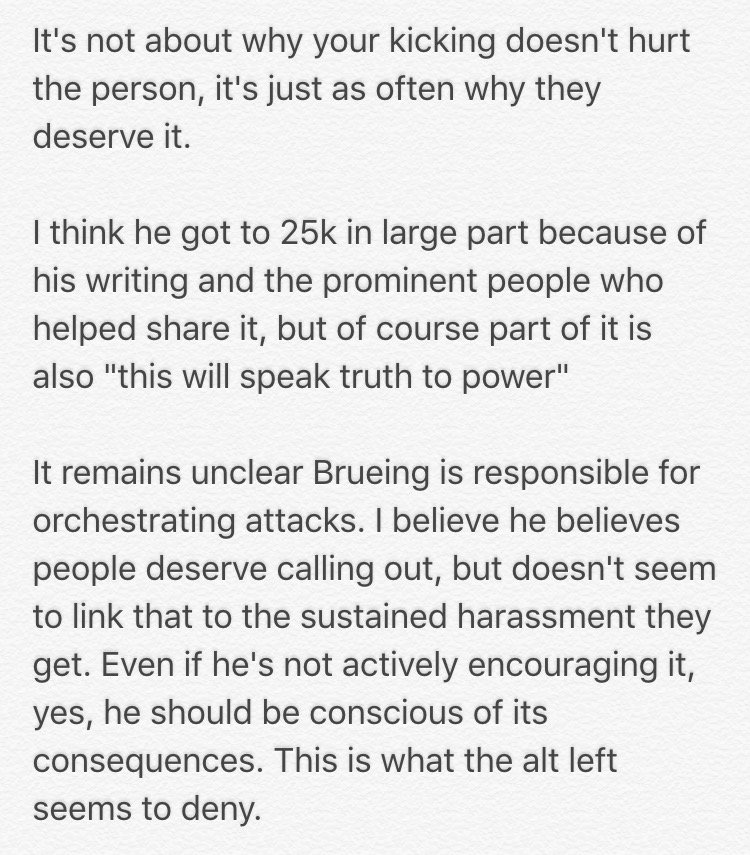 It's not about why your kicking doesn't hurt
the person, it's just as often why they
deserve it.
I think he got to 25k in large part because of
his writing and the prominent people who
helped share it, but of course part of it is
also "this will speak truth to power"
It remains unclear Brueing is responsible for
orchestrating attacks. I believe he believes
people deserve calling out, but doesn't seem
to link that to the sustained harassment they
get. Even if he's not actively encouraging it,
yes, he should be conscious of its
consequences. This is what the alt left
seems to deny.